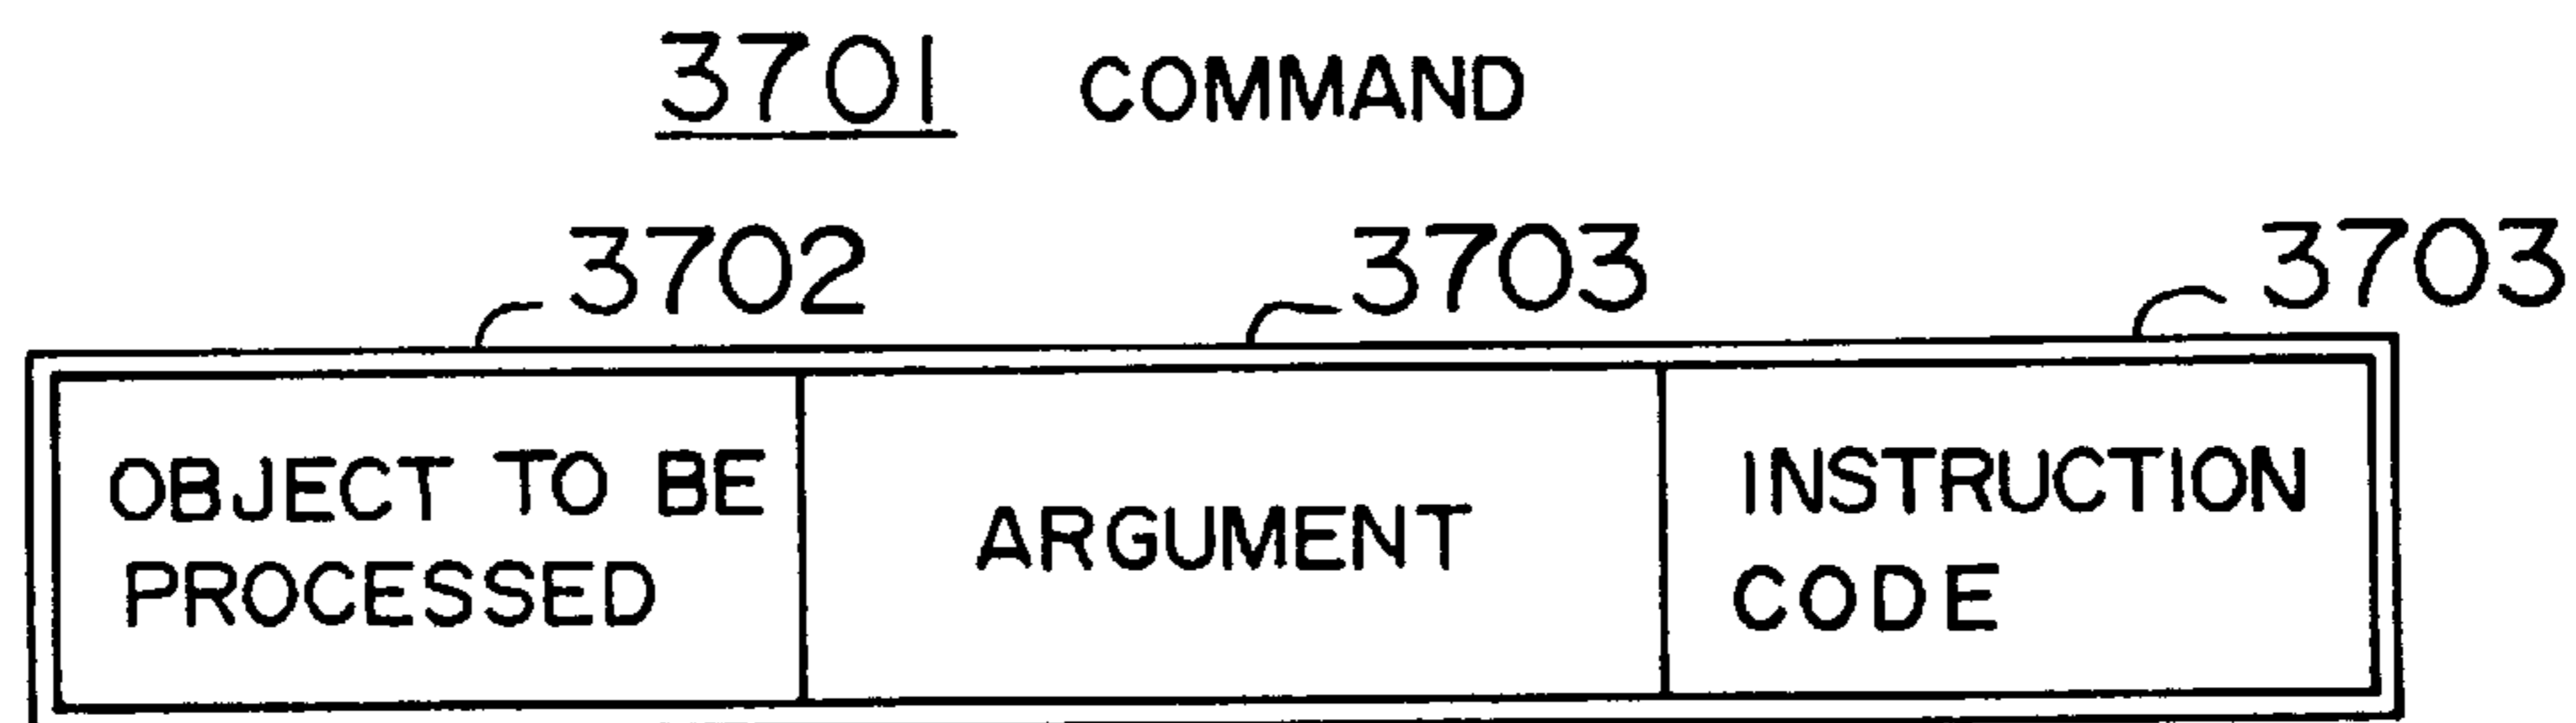 3701 COMMAND
3702 3703 3703
OBJECT TO BE
PROCESSED
ARGUMENT
INSTRUCTION
CODE